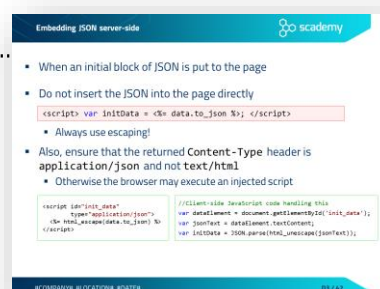 Embedding JSON server-side
scademy
When an initial block of JSON is put to the page
Do not insert the JSON into the page directly
<script> var initData = <%= data.to_json %>; </script>
Always use escaping!
Also, ensure that the returned Content-Type header is
application/json and not text/html
Otherwise the browser may execute an injected script
<script id="init_data"
type="application/json">
<%= html_escape(data.to_json) %>
</script>
//Client-side JavaScript code handling this
var dataElement = document.getElementById('init_data');
var jsonText = dataElement.textContent;
var initData = JSON.parse(html_unescape(jsonText));